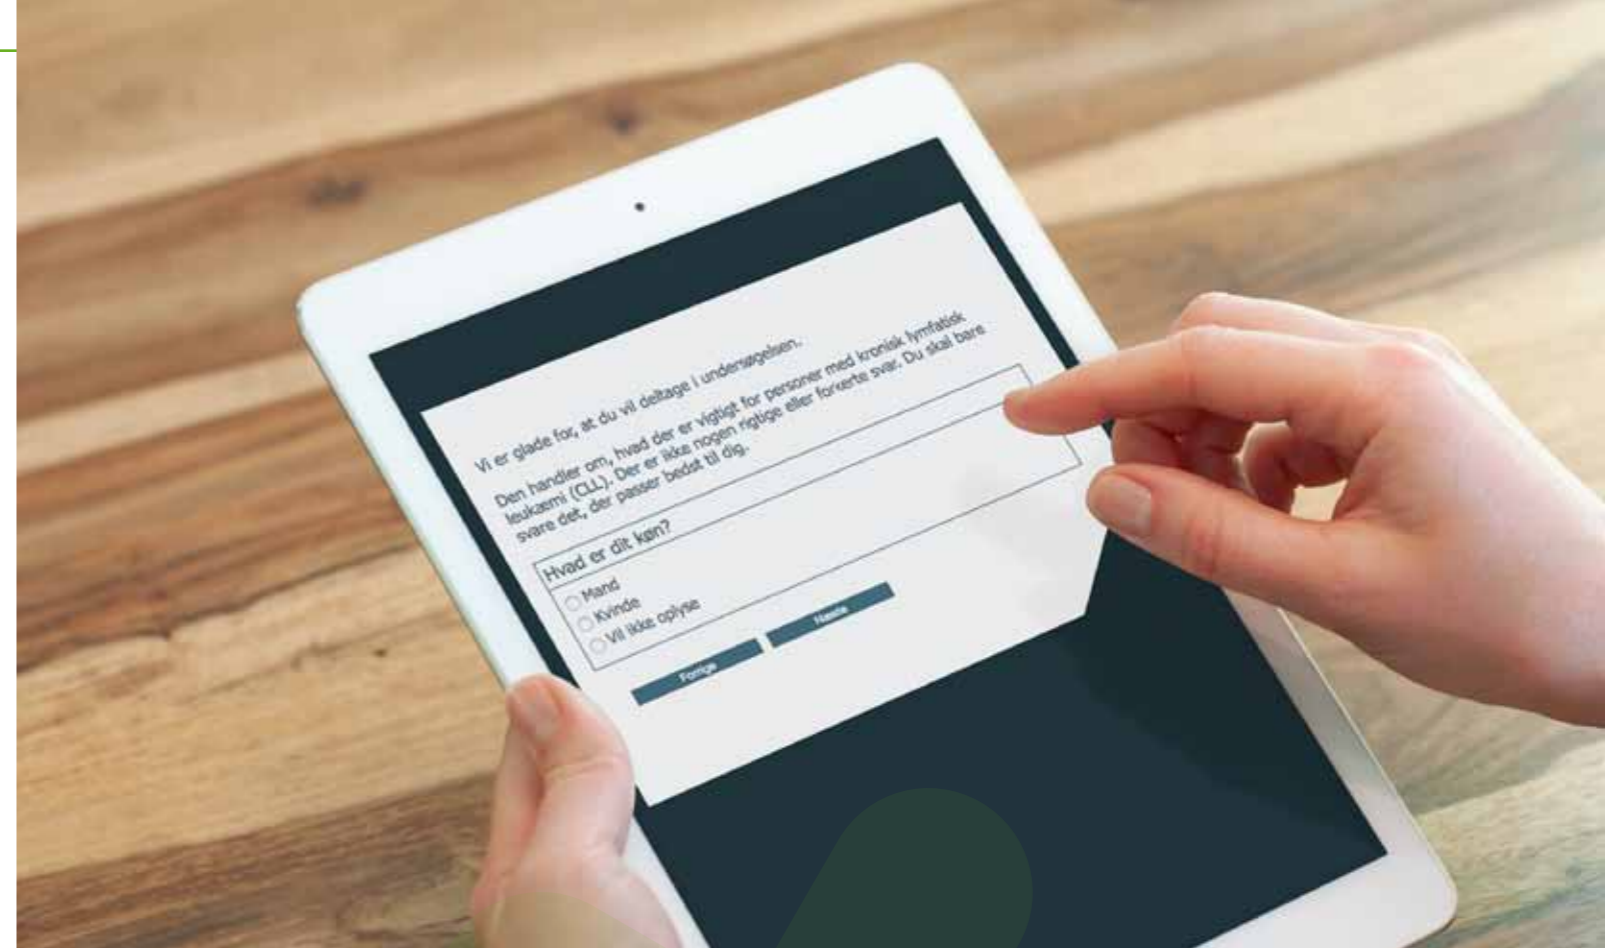 Vi er glade for, at du vil deltage i undersøgelsen.
Den handler om, hvad der er vigtigt for personer med kronisk lymfatisk
leukæmi (CLL). Der er ikke nogen rigtige eller forkerte svar. Du skal bare
svare det, der passer bedst til dig.
Hvad er dit køn?
Mand
Kvinde
Vil ikke oplyse
Forrige
Næste